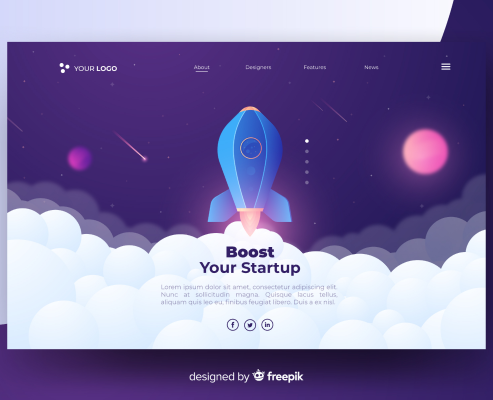 YOUR LOGO
About
Designers
Features
News
Boost
Your Startup
Lorem ipsum dolor sit amet, consectetur adipiscing elit.
Nunc at sollicitudin magna. Quisque lacus tellus,
aliquam quis leo eu, finibus feugiat libero. Duis a ex nisl.
designed by freepik